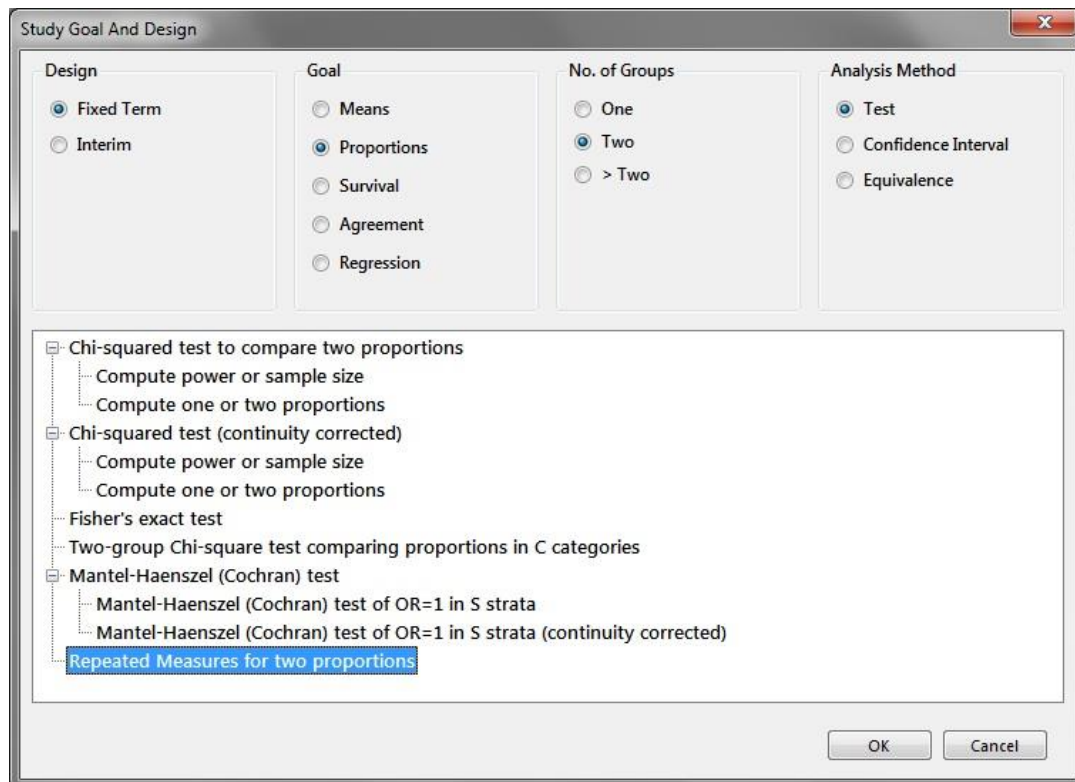 Study Goal And Design
Design
Fixed Term
Interim
Goal
Means
Proportions
Survival
Agreement
Regression
No. of Groups
One
Two
> Two
Analysis Method
Test
Confidence Interval
Equivalence
Chi-squared test to compare two proportions
Compute power or sample size
Compute one or two proportions
Chi-squared test (continuity corrected)
Compute power or sample size
Compute one or two proportions
Fisher's exact test
Two-group Chi-square test comparing proportions in C categories
Mantel-Haenszel (Cochran) test
Mantel-Haenszel (Cochran) test of OR=1 in S strata
Mantel-Haenszel (Cochran) test of OR=1 in S strata (continuity corrected)
Repeated Measures for two proportions
OK
Cancel